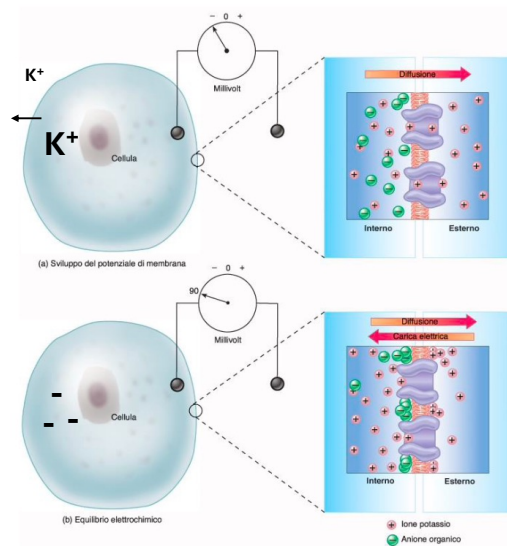 − 0 +
Millivolt
K+
K+
Cellula
Diffusione
Interno Esterno
(a) Sviluppo del potenziale di membrana
− 0 +
90
Millivolt
-
- -
Cellula
Diffusione
Carica elettrica
Interno Esterno
(b) Equilibrio elettrochimico
+ Ione potassio
− Anione organico